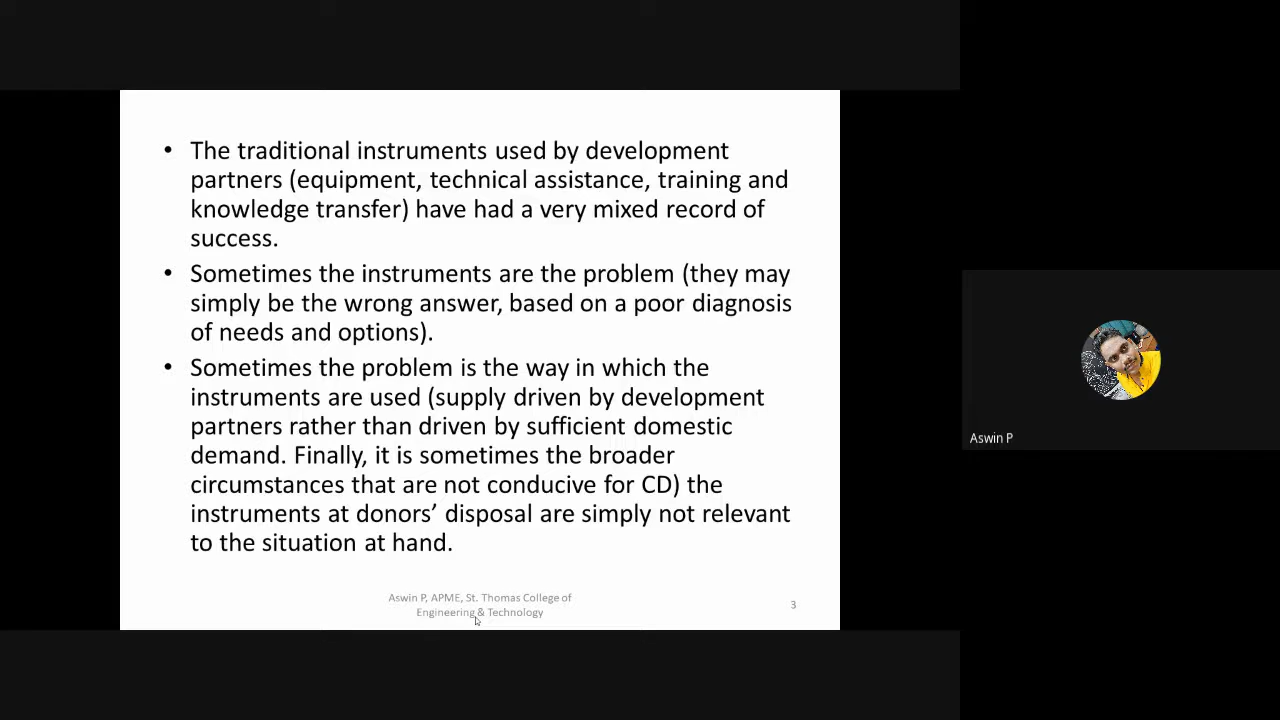 • The traditional instruments used by development
partners (equipment, technical assistance, training and
knowledge transfer) have had a very mixed record of
success.
• Sometimes the instruments are the problem (they may
simply be the wrong answer, based on a poor diagnosis
of needs and options).
• Sometimes the problem is the way in which the
instruments are used (supply driven by development
partners rather than driven by sufficient domestic
demand. Finally, it is sometimes the broader
circumstances that are not conducive for CD) the
instruments at donors’ disposal are simply not relevant
to the situation at hand.
Aswin P, APME, St. Thomas College of
Engineering & Technology
3
Aswin P